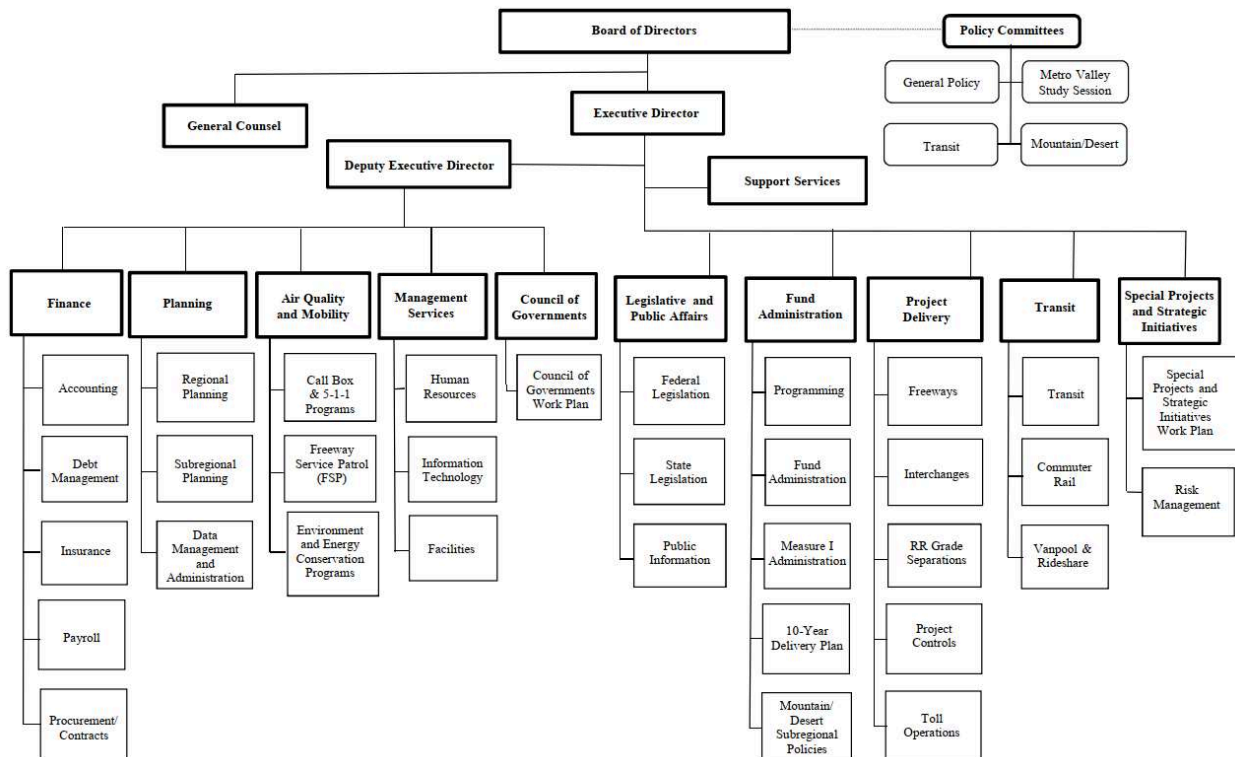 Board of Directors
Policy Committees
General Policy
Metro Valley
Study Session
Transit
Mountain/Desert
General Counsel
Executive Director
Deputy Executive Director
Support Services
Finance
Planning
Air Quality
and Mobility
Management
Services
Council of
Governments
Legislative and
Public Affairs
Fund
Administration
Project
Delivery
Transit
Special Projects
and Strategic
Initiatives
Accounting
Debt
Management
Insurance
Payroll
Procurement/
Contracts
Regional
Planning
Subregional
Planning
Data
Management
and
Administration
Call Box
& 5-1-1
Programs
Freeway
Service Patrol
(FSP)
Environment
and Energy
Conservation
Programs
Human
Resources
Information
Technology
Facilities
Council of
Governments
Work Plan
Federal
Legislation
State
Legislation
Public
Information
Programming
Fund
Administration
Measure I
Administration
10-Year
Delivery Plan
Mountain/
Desert
Subregional
Policies
Freeways
Interchanges
RR Grade
Separations
Project
Controls
Toll
Operations
Transit
Commuter
Rail
Vanpool &
Rideshare
Special
Projects and
Strategic
Initiatives
Work Plan
Risk
Management